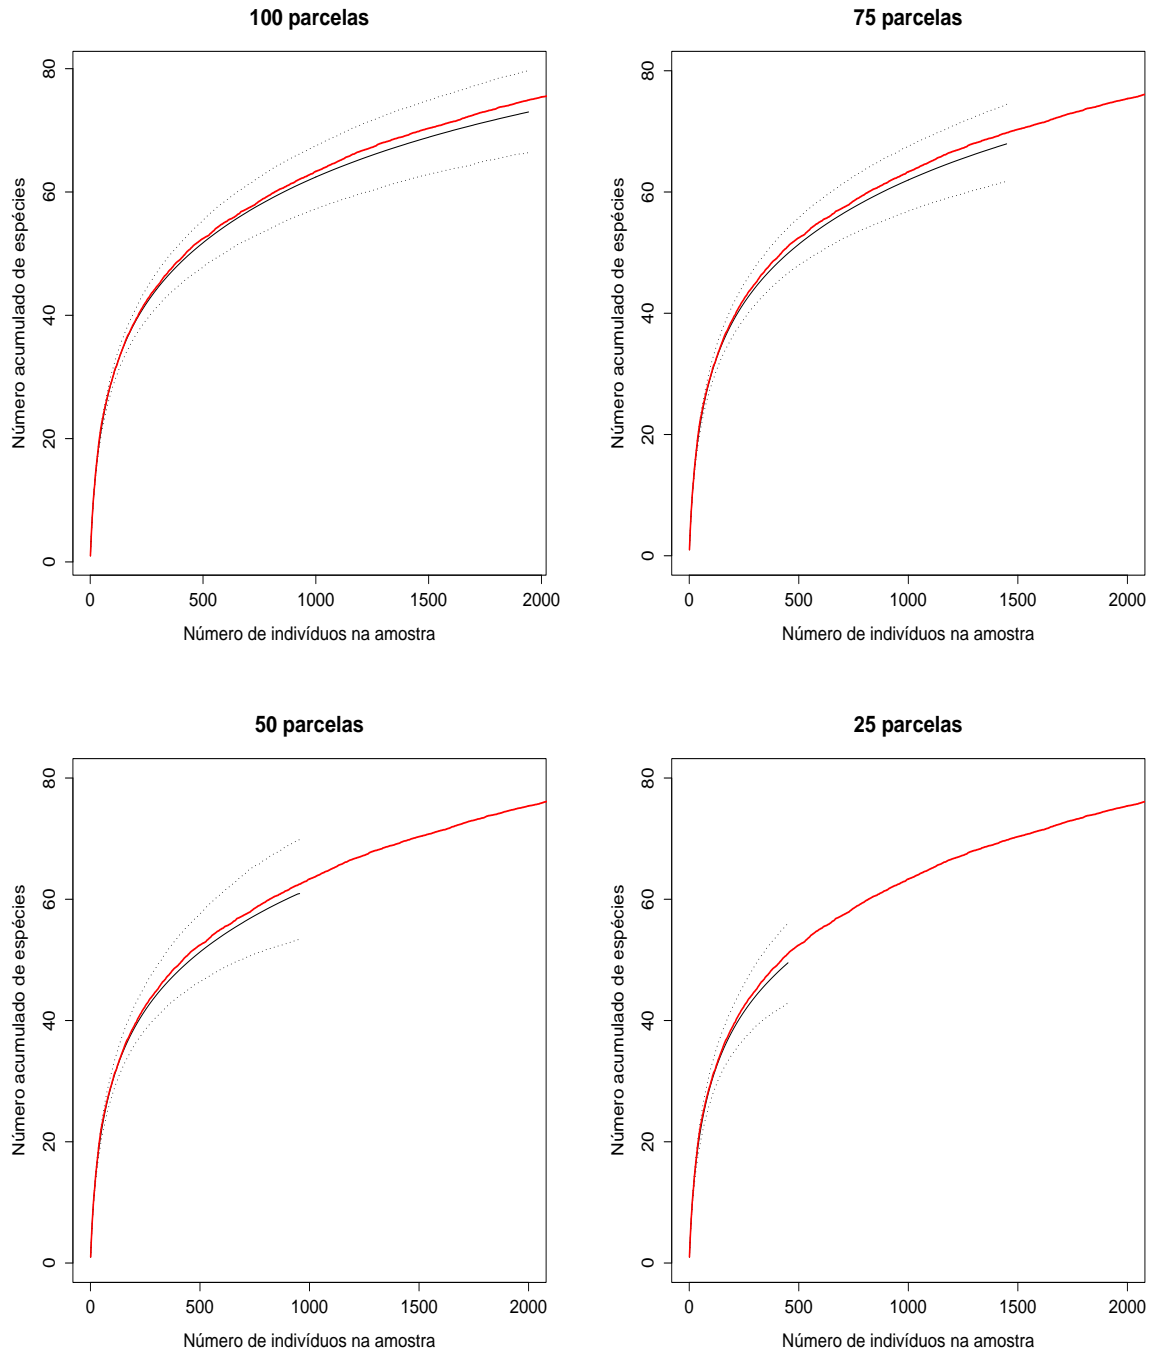 100 parcelas
Número acumulado de espécies
80
60
40
20
0
0 500 1000 1500 2000
Número de indivíduos na amostra
75 parcelas
Número acumulado de espécies
80
60
40
20
0
0 500 1000 1500 2000
Número de indivíduos na amostra
50 parcelas
Número acumulado de espécies
80
60
40
20
0
0 500 1000 1500 2000
Número de indivíduos na amostra
25 parcelas
Número acumulado de espécies
80
60
40
20
0
0 500 1000 1500 2000
Número de indivíduos na amostra